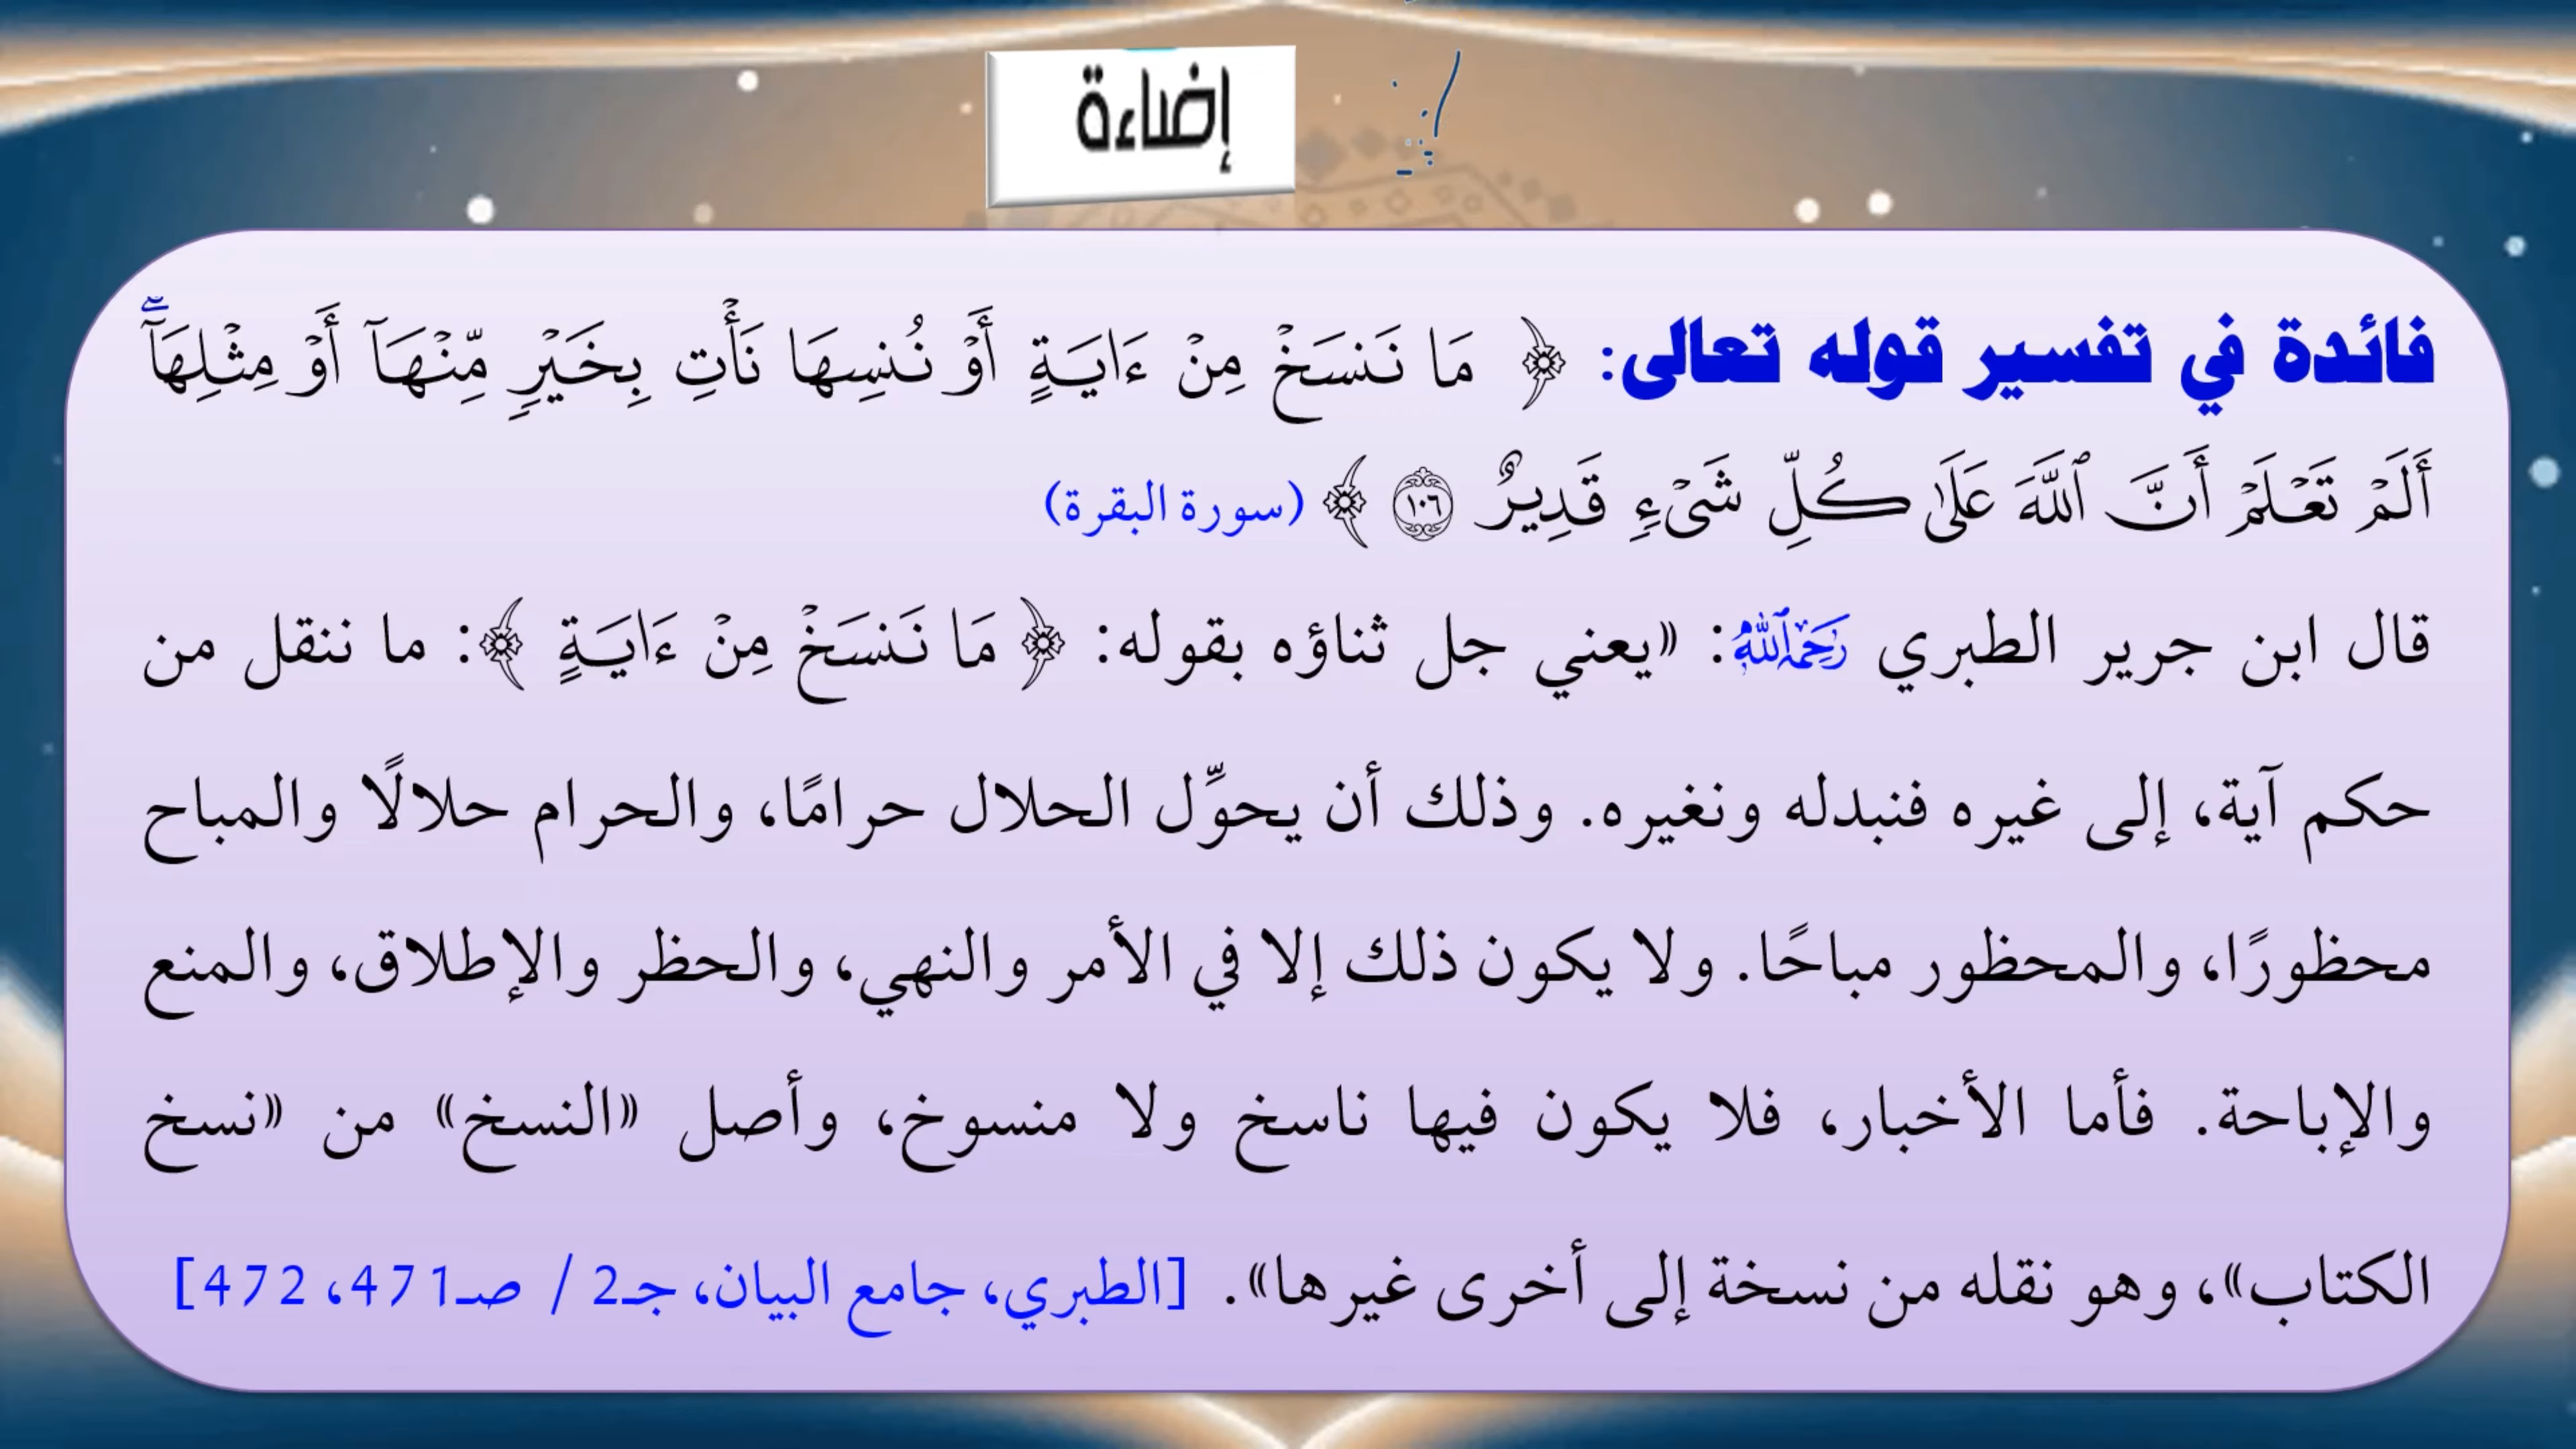 إضاءة
فائدة في تفسير قوله تعالى: ﴿ مَا نَنسَخۡ مِنۡ ءَايَةٍ أَوۡ نُنسِهَا نَأۡتِ بِخَيۡرٖ مِّنۡهَآ أَوۡ مِثۡلِهَآۗ
أَلَمۡ تَعۡلَمۡ أَنَّ ٱللَّهَ عَلَىٰ كُلِّ شَيۡءٖ قَدِيرٌ ١٠٦ ﴾ (سورة البقرة)
قال ابن جرير الطبري رَحِمَهُ ٱللَّهُ: «يعني جل ثناؤه بقوله: ﴿ مَا نَنسَخۡ مِنۡ ءَايَةٍ ﴾: ما ننقل من
حكم آية، إلى غيره فنبدله ونغيره. وذلك أن يحوِّل الحلال حرامًا، والحرام حلالًا والمباح
محظورًا، والمحظور مباحًا. ولا يكون ذلك إلا في الأمر والنهي، والحظر والإطلاق، والمنع
والإباحة. فأما الأخبار، فلا يكون فيها ناسخ ولا منسوخ، وأصل «النسخ» من «نسخ
الكتاب»، وهو نقله من نسخة إلى أخرى غيرها». [الطبري، جامع البيان، جـ2 / صـ471، 472]